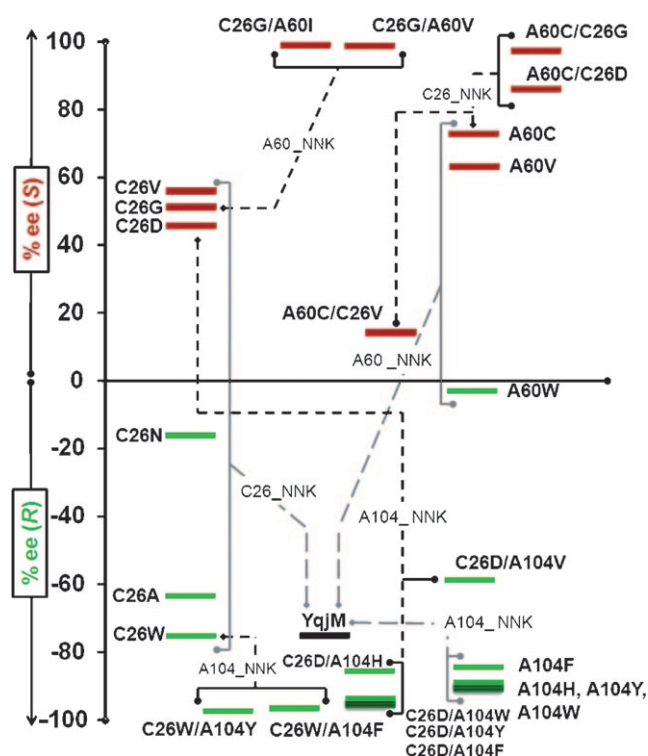 C26G/A60I C26G/A60V
A60C/C26G
100
A60C/C26D
80
C26_NNK
A60C
A60_NNK
A60V
60
C26V
C26G
C26D
40
% ee (S)
20
A60C/C26V
A60_NNK
0
A60W
C26N
-20
C26_NNK
-40
A104_NNK
% ee (R)
-60
C26D/A104V
C26A
YqjM
C26W
A104_NNK
-80
A104_NNK
C26D/A104H
A104F
A104H, A104Y,
A104W
-100
C26W/A104Y
C26W/A104F
C26D/A104W
C26D/A104Y
C26D/A104F